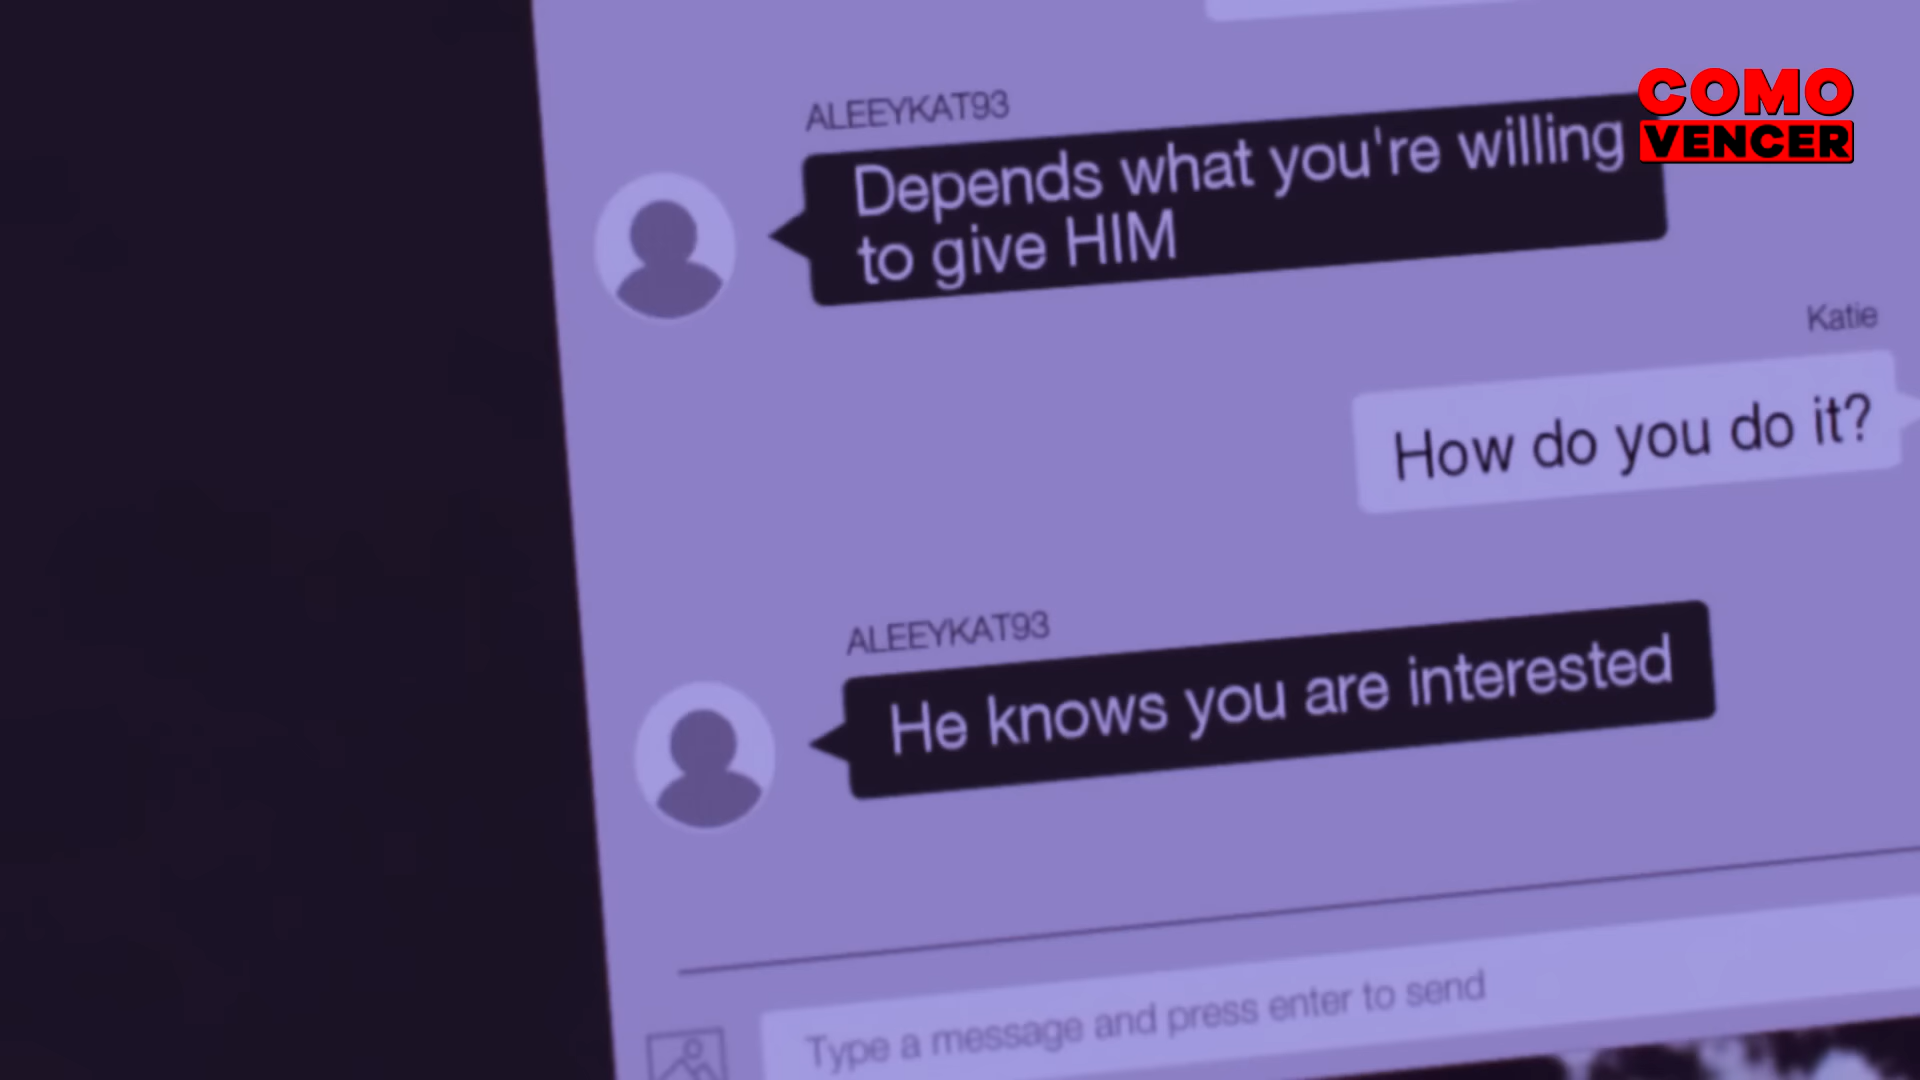 COMO
VENCER
ALEEYKAT93
Depends what you're willing
to give HIM
Katie
How do you do it?
ALEEYKAT93
He knows you are interested
Type a message and press enter to send